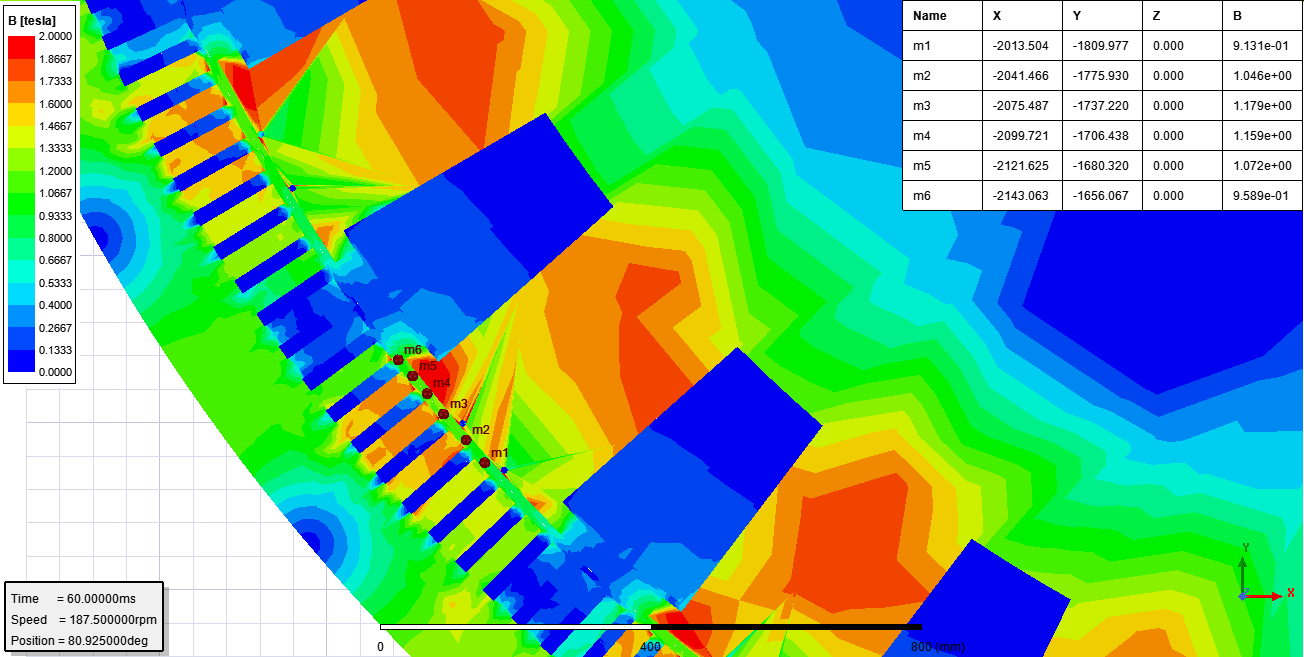 B [tesla]
2.0000
1.8667
1.7333
1.6000
1.4667
1.3333
1.2000
1.0667
0.9333
0.8000
0.6667
0.5333
0.4000
0.2667
0.1333
0.0000
Name X Y Z B
m1 -2013.504 -1809.977 0.000 9.131e-01
m2 -2041.466 -1775.930 0.000 1.046e+00
m3 -2075.487 -1737.220 0.000 1.179e+00
m4 -2099.721 -1706.438 0.000 1.159e+00
m5 -2121.625 -1680.320 0.000 1.072e+00
m6 -2143.063 -1656.067 0.000 9.589e-01
m6
m5
m4
m3
m2
m1
Time = 60.00000ms
Speed = 187.500000rpm
Position = 80.925000deg
Y
Z X
0 400 800 (mm)